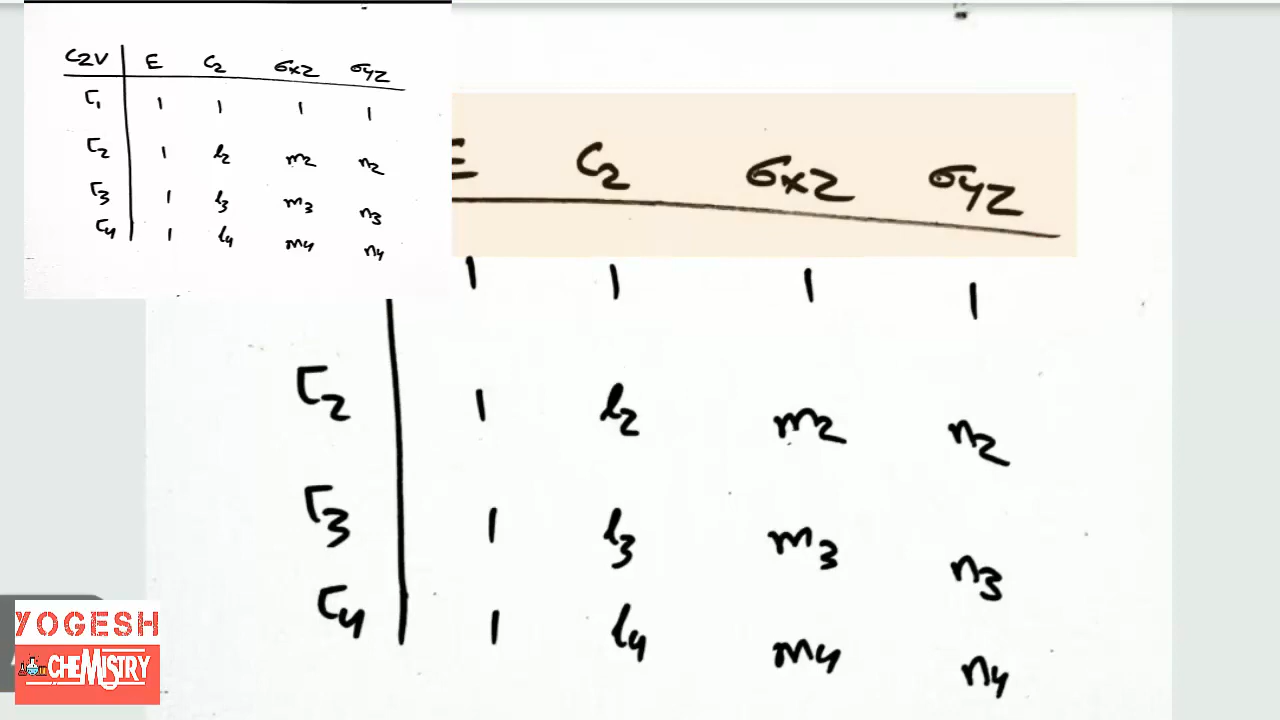 C2V E C2 σxz σyz
Γ1 1 1 1 1
Γ2 1 l2 m2 n2
Γ3 1 l3 m3 n3
Γ4 1 l4 m4 n4
E C2 σxz σyz
1 1 1 1
Γ2 1 l2 m2 n2
Γ3 1 l3 m3 n3
Γ4 1 l4 m4 n4
YOGESH
CHEMISTRY